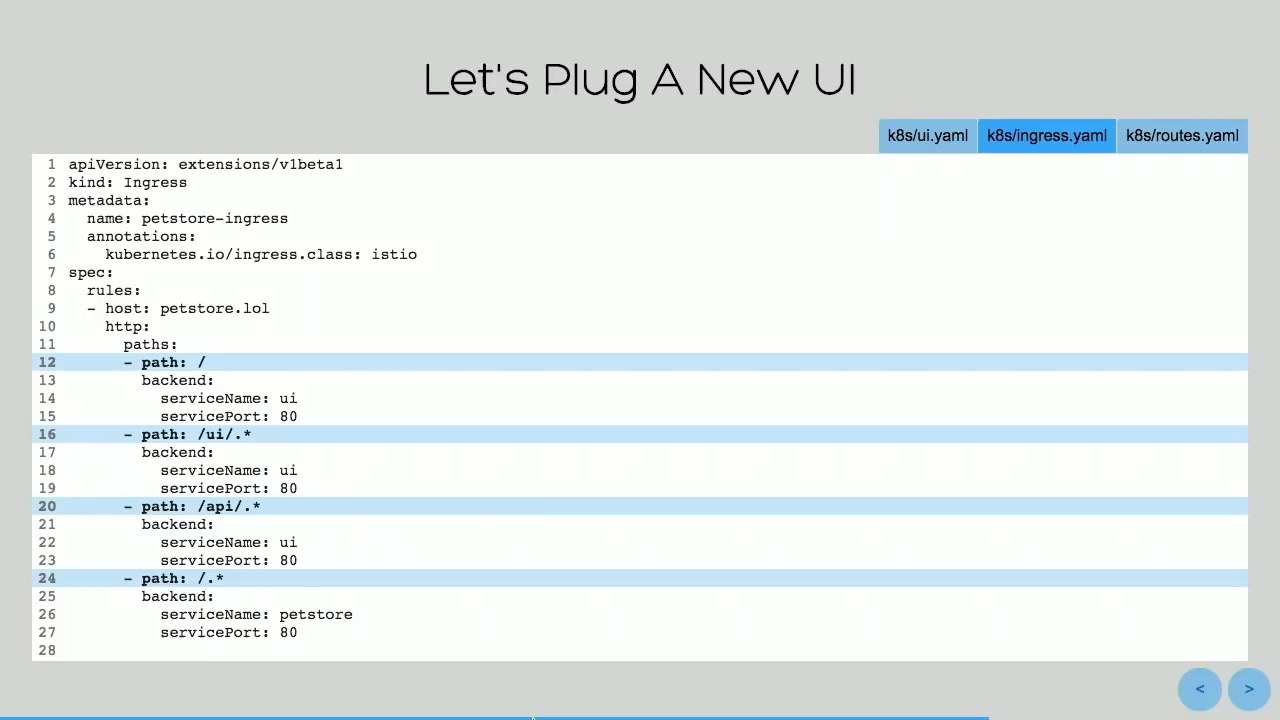 Let's Plug A New UI
k8s/ui.yaml k8s/ingress.yaml k8s/routes.yaml
1 apiVersion: extensions/v1beta1
2 kind: Ingress
3 metadata:
4   name: petstore-ingress
5   annotations:
6     kubernetes.io/ingress.class: istio
7 spec:
8   rules:
9   - host: petstore.lol
10     http:
11       paths:
12       - path: /
13         backend:
14           serviceName: ui
15           servicePort: 80
16       - path: /ui/.*
17         backend:
18           serviceName: ui
19           servicePort: 80
20       - path: /api/.*
21         backend:
22           serviceName: ui
23           servicePort: 80
24       - path: /.*
25         backend:
26           serviceName: petstore
27           servicePort: 80
28
< >